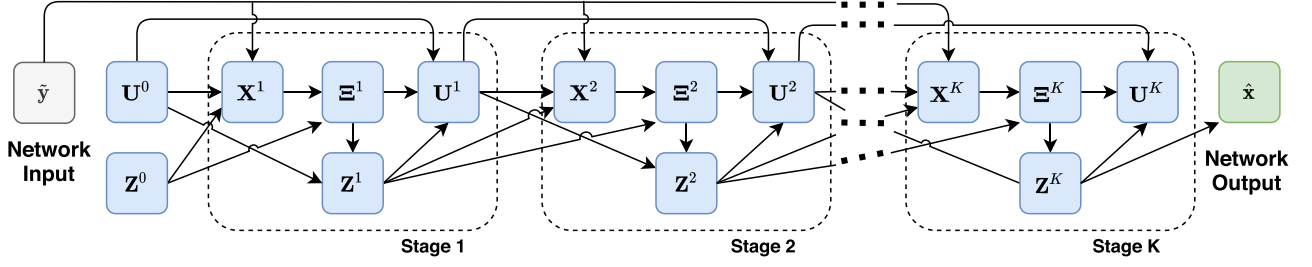 ỹ
Network
Input
U⁰
Z⁰
X¹
Ξ¹
U¹
Z¹
Stage 1
X²
Ξ²
U²
Z²
Stage 2
Xᴷ
Ξᴷ
Uᴷ
Zᴷ
Stage K
x̂
Network
Output